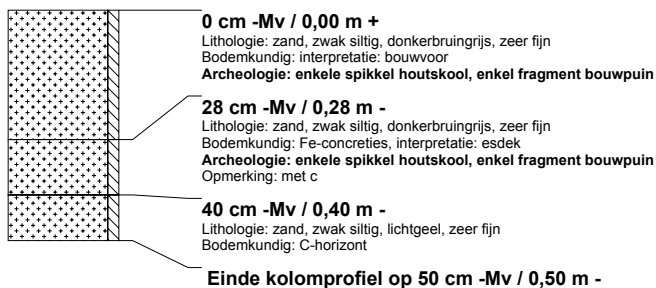 0 cm -Mv / 0,00 m +
Lithologie: zand, zwak siltig, donkerbruingrijs, zeer fijn
Bodemkundig: interpretatie: bouwvoor
Archeologie: enkele spikkel houtskool, enkel fragment bouwpuin
28 cm -Mv / 0,28 m -
Lithologie: zand, zwak siltig, donkerbruingrijs, zeer fijn
Bodemkundig: Fe-concreties, interpretatie: esdek
Archeologie: enkele spikkel houtskool, enkel fragment bouwpuin
Opmerking: met c
40 cm -Mv / 0,40 m -
Lithologie: zand, zwak siltig, lichtgeel, zeer fijn
Bodemkundig: C-horizont
Einde kolomprofiel op 50 cm -Mv / 0,50 m -